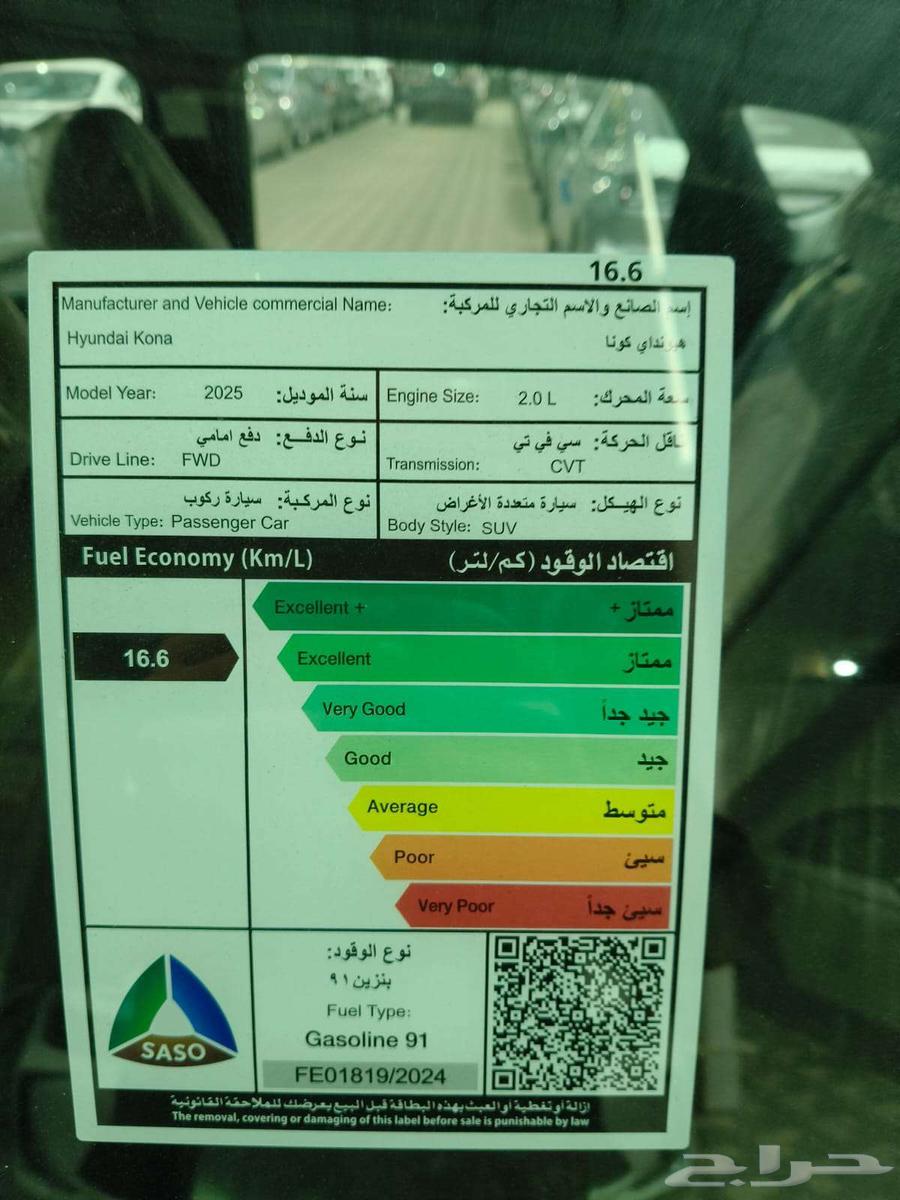 16.6
Manufacturer and Vehicle commercial Name: إسم الصانع والاسم التجاري للمركبة:
Hyundai Kona هيونداي كونا
Model Year: 2025 سنة الموديل:
Engine Size: 2.0 L سعة المحرك:
نـوع الدفــع: دفع امامي
Drive Line: FWD
ناقل الحركة: سي في تي
Transmission: CVT
نوع المركـبة: سيارة ركوب
Vehicle Type: Passenger Car
نوع الهيـكل: سيارة متعددة الأغراض
Body Style: SUV
Fuel Economy (Km/L) اقتصاد الوقود (كم/لتر)
Excellent + ممتاز +
16.6
Excellent ممتاز
Very Good جيد جداً
Good جيد
Average متوسط
Poor سيئ
Very Poor سيئ جداً
نوع الوقود:
بنزين ٩١
Fuel Type:
Gasoline 91
FE01819/2024
SASO
إزالة أو تغطية أو العبث بهذه البطاقة قبل البيع يعرضك للملاحقة القانونية
The removal, covering or damaging of this label before sale is punishable by law
حراج